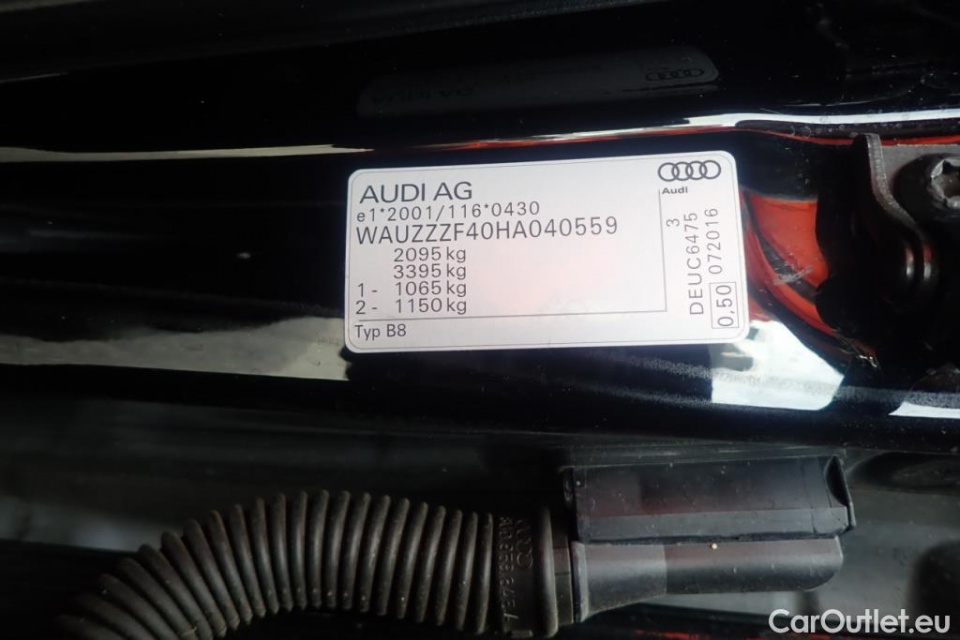 AUDI AG
e1*2001/116*0430
WAUZZZF40HA040559
2095 kg
3395 kg
1 - 1065 kg
2 - 1150 kg
Typ B8
Audi
3
DEUC6475
0,50 072016
CarOutlet.eu